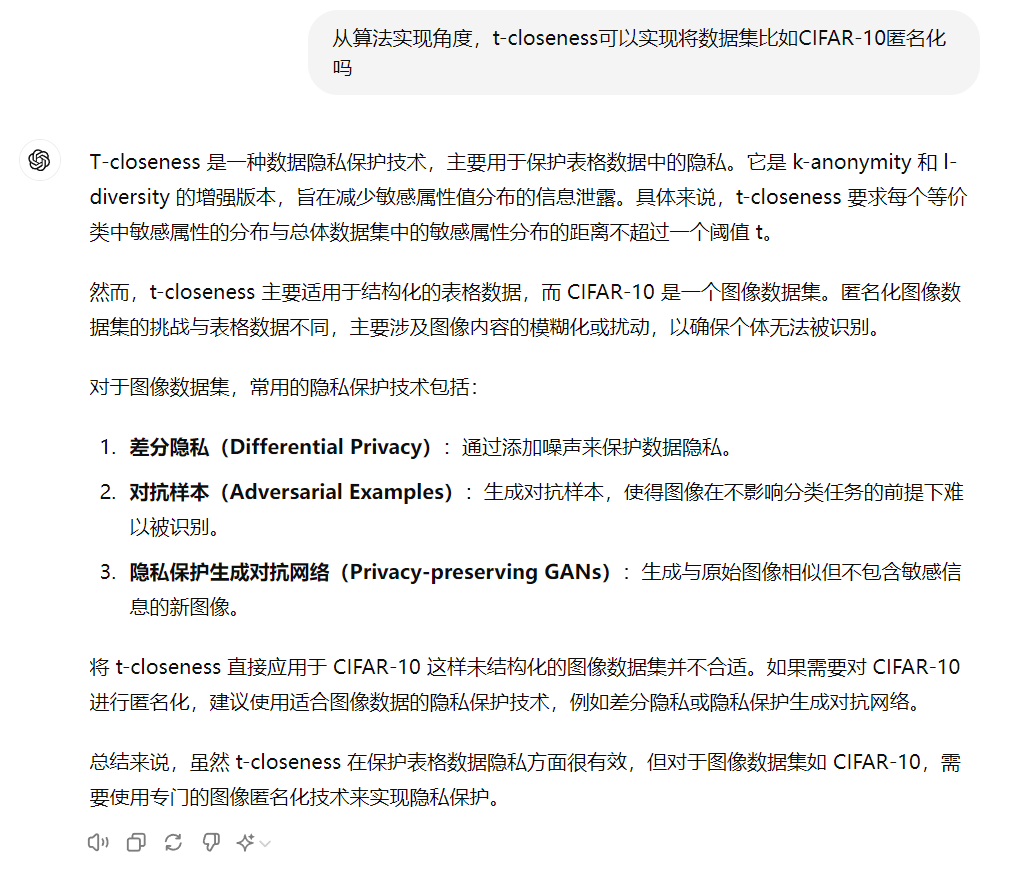 从算法实现角度，t-closeness可以实现将数据集比如CIFAR-10匿名化
吗
T-closeness 是一种数据隐私保护技术，主要用于保护表格数据中的隐私。它是 k-anonymity 和 l-
diversity 的增强版本，旨在减少敏感属性值分布的信息泄露。具体来说，t-closeness 要求每个等价
类中敏感属性的分布与总体数据集中的敏感属性分布的距离不超过一个阈值 t。
然而，t-closeness 主要适用于结构化的表格数据，而 CIFAR-10 是一个图像数据集。匿名化图像数
据集的挑战与表格数据不同，主要涉及图像内容的模糊化或扰动，以确保个体无法被识别。
对于图像数据集，常用的隐私保护技术包括：
1. 差分隐私（Differential Privacy）：通过添加噪声来保护数据隐私。
2. 对抗样本（Adversarial Examples）：生成对抗样本，使得图像在不影响分类任务的前提下难
以被识别。
3. 隐私保护生成对抗网络（Privacy-preserving GANs）：生成与原始图像相似但不包含敏感信
息的新图像。
将 t-closeness 直接应用于 CIFAR-10 这样未结构化的图像数据集并不合适。如果需要对 CIFAR-10
进行匿名化，建议使用适合图像数据的隐私保护技术，例如差分隐私或隐私保护生成对抗网络。
总结来说，虽然 t-closeness 在保护表格数据隐私方面很有效，但对于图像数据集如 CIFAR-10，需
要使用专门的图像匿名化技术来实现隐私保护。